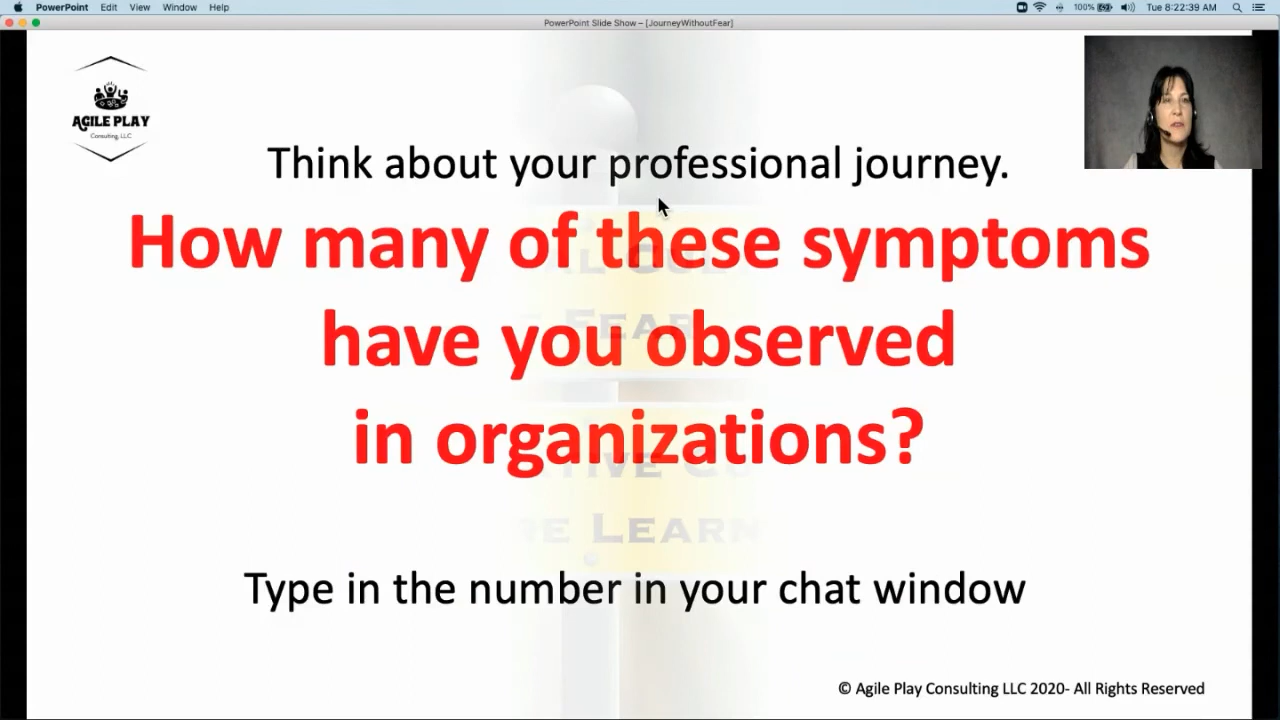 PowerPoint Edit View Window Help
100% Tue 8:22:39 AM
PowerPoint Slide Show – [JourneyWithoutFear]
AGILE PLAY
Consulting, LLC
Think about your professional journey.
How many of these symptoms
have you observed
in organizations?
FEAR
Type in the number in your chat window
© Agile Play Consulting LLC 2020- All Rights Reserved